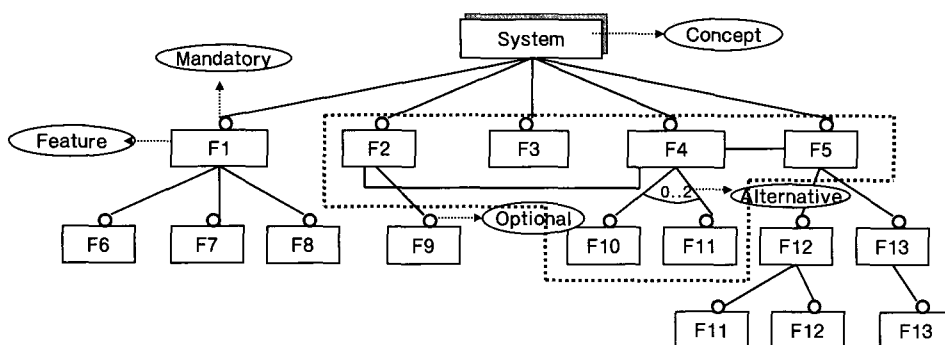 System
Concept
Mandatory
Feature
F1
F2
F3
F4
F5
0..2
Alternative
Optional
F6
F7
F8
F9
F10
F11
F12
F13
F11
F12
F13